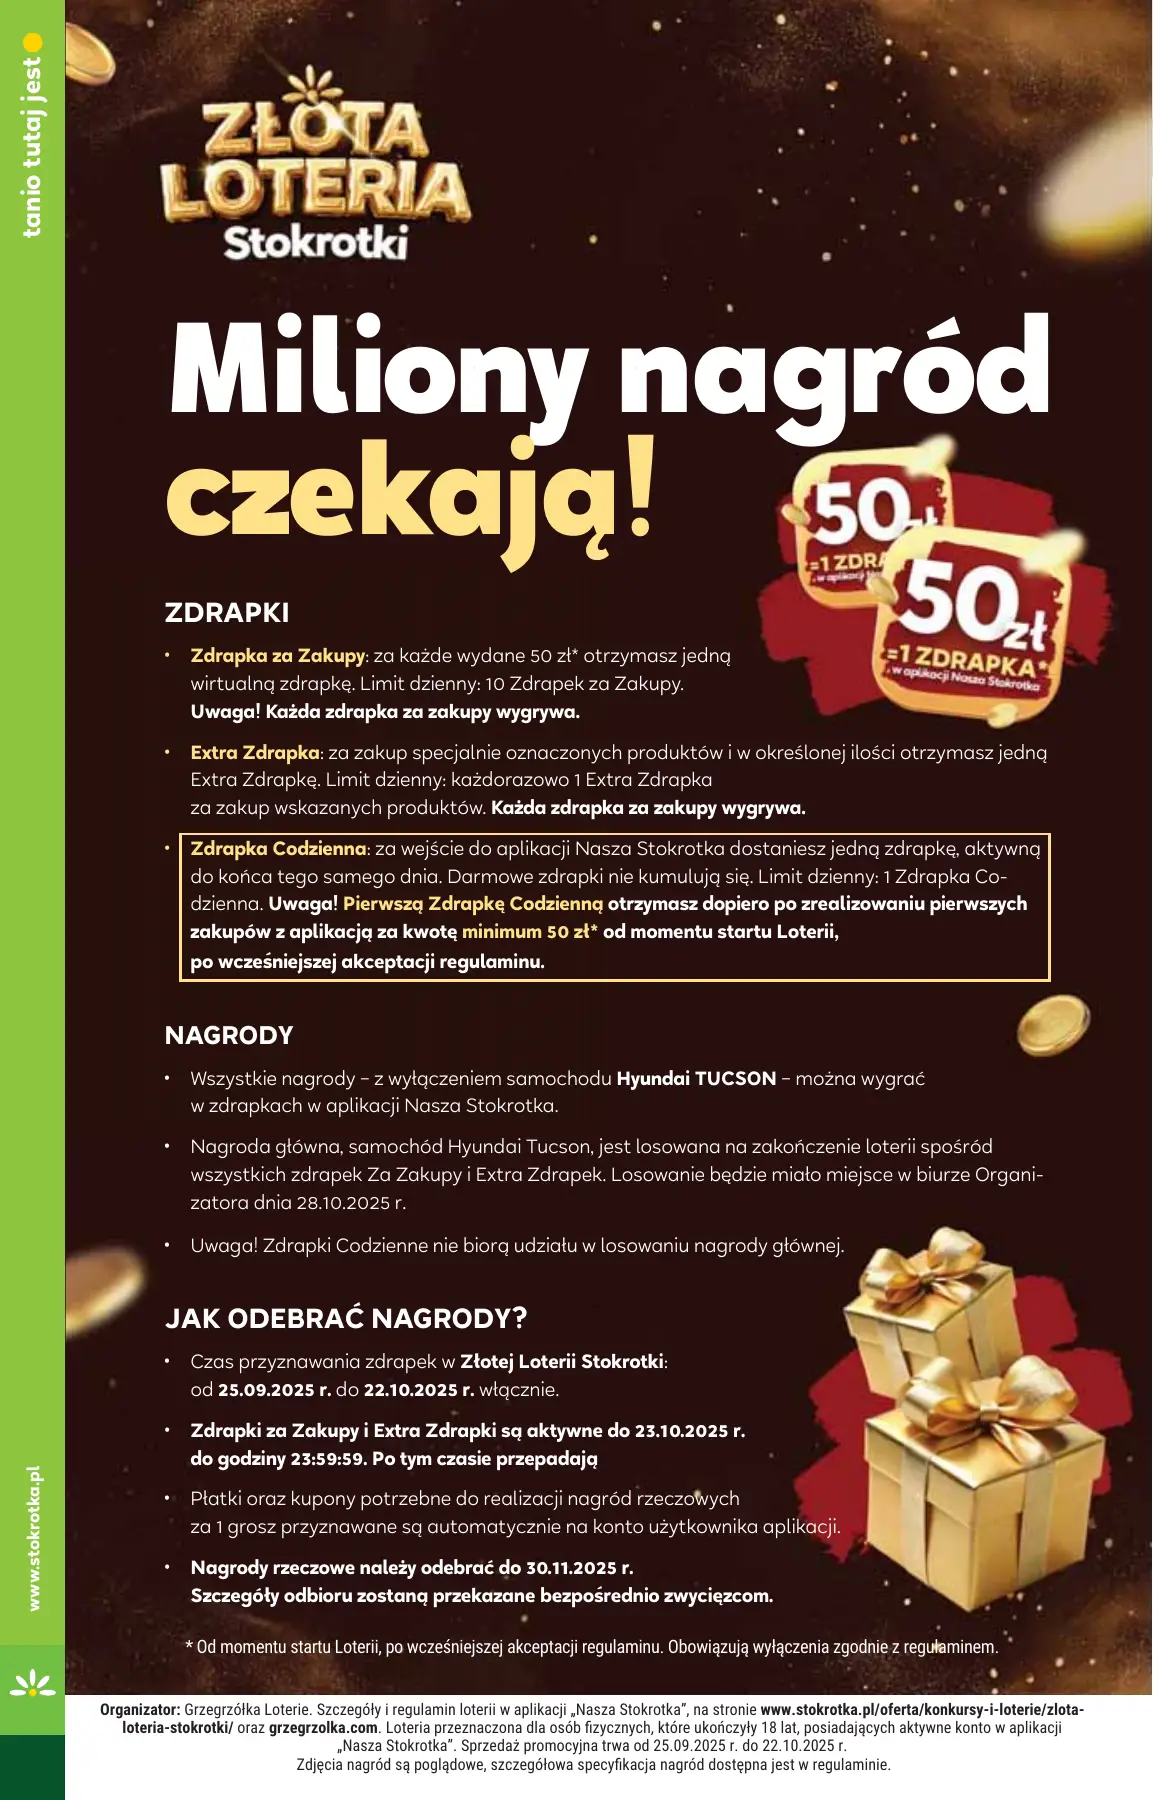 tanio tutaj jest
ZŁOTA
LOTERIA
Stokrotki
Miliony nagród
czekają!
50 zł
=1 ZDRA
w aplikacji
50 zł
=1 ZDRAPKA*
w aplikacji Nasza Stokrotka
ZDRAPKI
• Zdrapka za Zakupy: za każde wydane 50 zł* otrzymasz jedną
wirtualną zdrapkę. Limit dzienny: 10 Zdrapek za Zakupy.
Uwaga! Każda zdrapka za zakupy wygrywa.
• Extra Zdrapka: za zakup specjalnie oznaczonych produktów i w określonej ilości otrzymasz jedną
Extra Zdrapkę. Limit dzienny: każdorazowo 1 Extra Zdrapka
za zakup wskazanych produktów. Każda zdrapka za zakupy wygrywa.
• Zdrapka Codzienna: za wejście do aplikacji Nasza Stokrotka dostaniesz jedną zdrapkę, aktywną
do końca tego samego dnia. Darmowe zdrapki nie kumulują się. Limit dzienny: 1 Zdrapka Co-
dzienna. Uwaga! Pierwszą Zdrapkę Codzienną otrzymasz dopiero po zrealizowaniu pierwszych
zakupów z aplikacją za kwotę minimum 50 zł* od momentu startu Loterii,
po wcześniejszej akceptacji regulaminu.
NAGRODY
• Wszystkie nagrody – z wyłączeniem samochodu Hyundai TUCSON – można wygrać
w zdrapkach w aplikacji Nasza Stokrotka.
• Nagroda główna, samochód Hyundai Tucson, jest losowana na zakończenie loterii spośród
wszystkich zdrapek Za Zakupy i Extra Zdrapek. Losowanie będzie miało miejsce w biurze Organi-
zatora dnia 28.10.2025 r.
• Uwaga! Zdrapki Codzienne nie biorą udziału w losowaniu nagrody głównej.
JAK ODEBRAĆ NAGRODY?
• Czas przyznawania zdrapek w Złotej Loterii Stokrotki:
od 25.09.2025 r. do 22.10.2025 r. włącznie.
• Zdrapki za Zakupy i Extra Zdrapki są aktywne do 23.10.2025 r.
do godziny 23:59:59. Po tym czasie przepadają
• Płatki oraz kupony potrzebne do realizacji nagród rzeczowych
za 1 grosz przyznawane są automatycznie na konto użytkownika aplikacji.
• Nagrody rzeczowe należy odebrać do 30.11.2025 r.
Szczegóły odbioru zostaną przekazane bezpośrednio zwycięzcom.
* Od momentu startu Loterii, po wcześniejszej akceptacji regulaminu. Obowiązują wyłączenia zgodnie z regulaminem.
www.stokrotka.pl
Organizator: Grzegrzółka Loterie. Szczegóły i regulamin loterii w aplikacji „Nasza Stokrotka”, na stronie www.stokrotka.pl/oferta/konkursy-i-loterie/zlota-
loteria-stokrotki/ oraz grzegrzolka.com. Loteria przeznaczona dla osób fizycznych, które ukończyły 18 lat, posiadających aktywne konto w aplikacji
„Nasza Stokrotka”. Sprzedaż promocyjna trwa od 25.09.2025 r. do 22.10.2025 r.
Zdjęcia nagród są poglądowe, szczegółowa specyfikacja nagród dostępna jest w regulaminie.